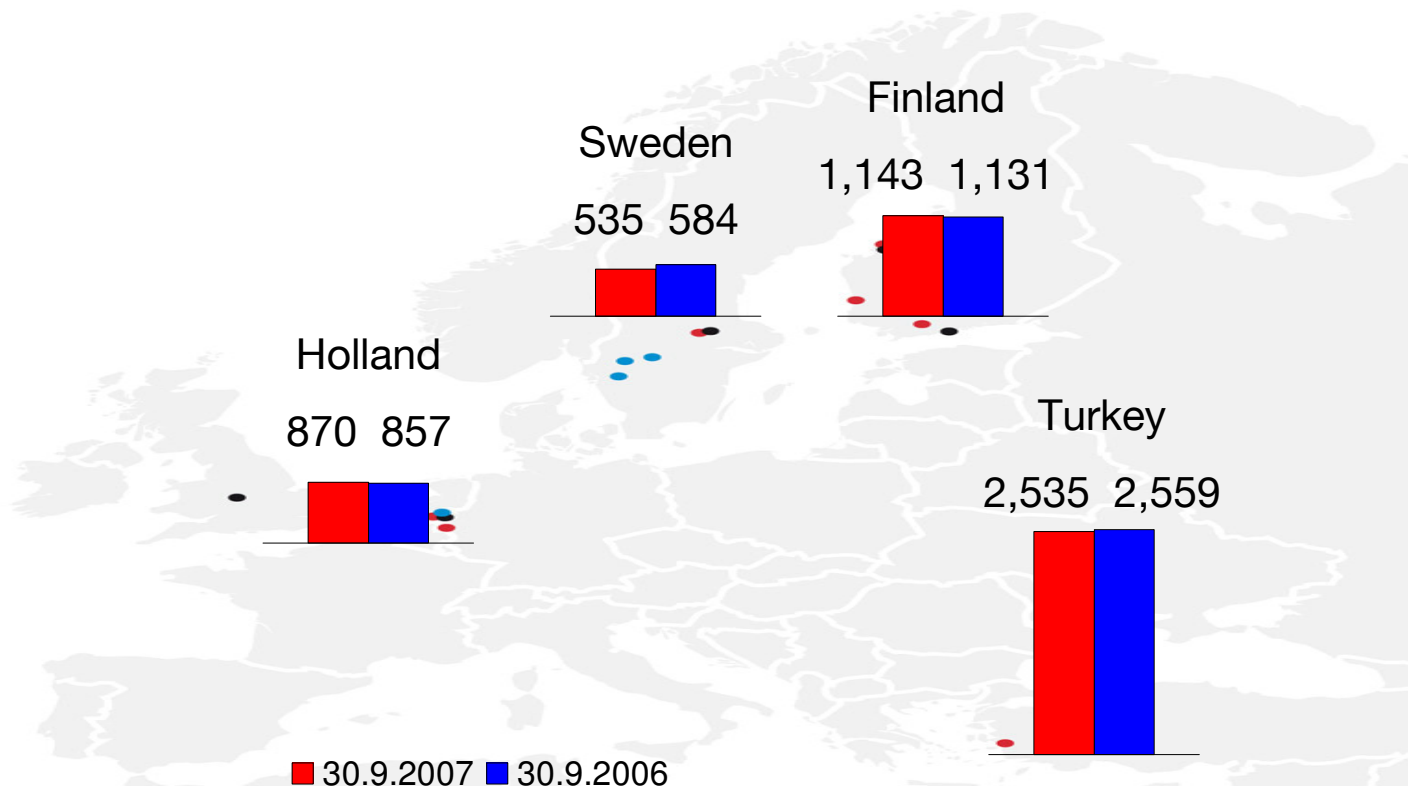 Finland
1,143 1,131
Sweden
535 584
Holland
870 857
Turkey
2,535 2,559
30.9.2007 30.9.2006